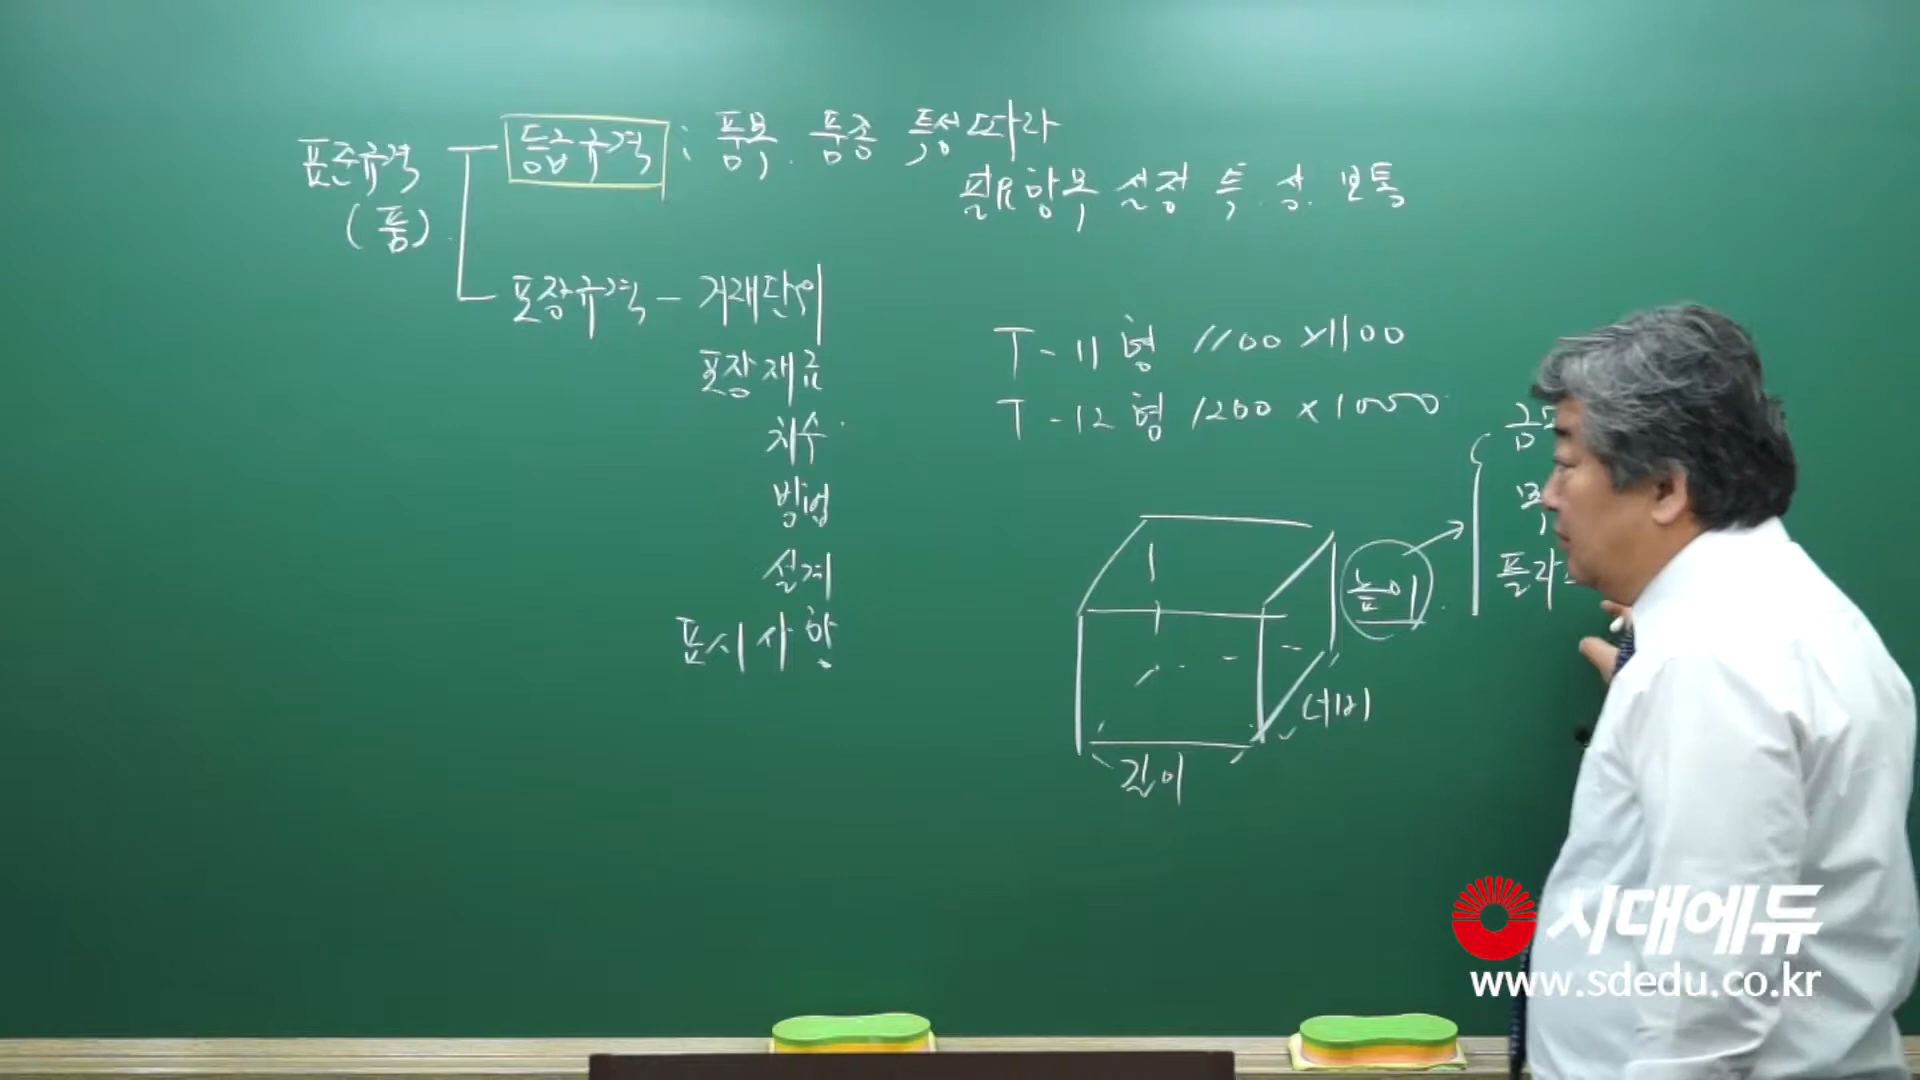 표준규격 등급규격 : 품목. 품종 특성따라
(품) 필요항목 설정 특. 상. 보통
포장규격 - 거래단위
포장재료
치수
방법
설계
표시사항
T-11형 1100×1100
T-12형 1200×1000
높이
너비
길이
시대에듀
www.sdedu.co.kr